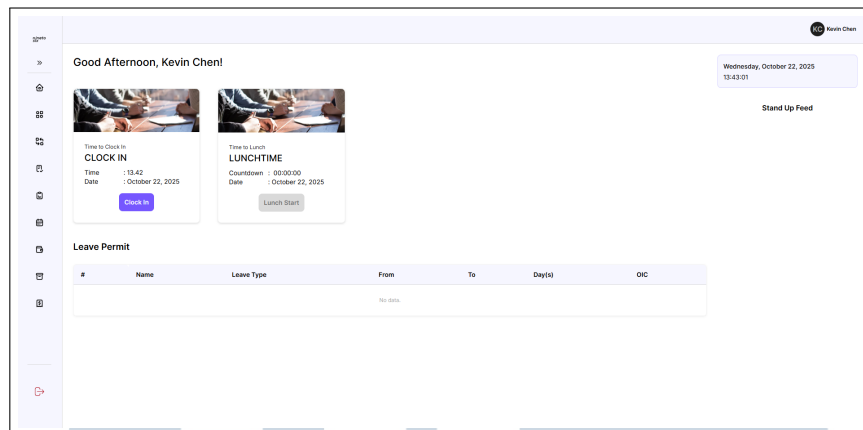 KC Kevin Chen
Good Afternoon, Kevin Chen!
Wednesday, October 22, 2025
13:43:01
Stand Up Feed
Time to Clock In
CLOCK IN
Time : 13.42
Date : October 22, 2025
Clock In
Time to Lunch
LUNCHTIME
Countdown : 00:00:00
Date : October 22, 2025
Lunch Start
Leave Permit
# Name Leave Type From To Day(s) OIC
No data